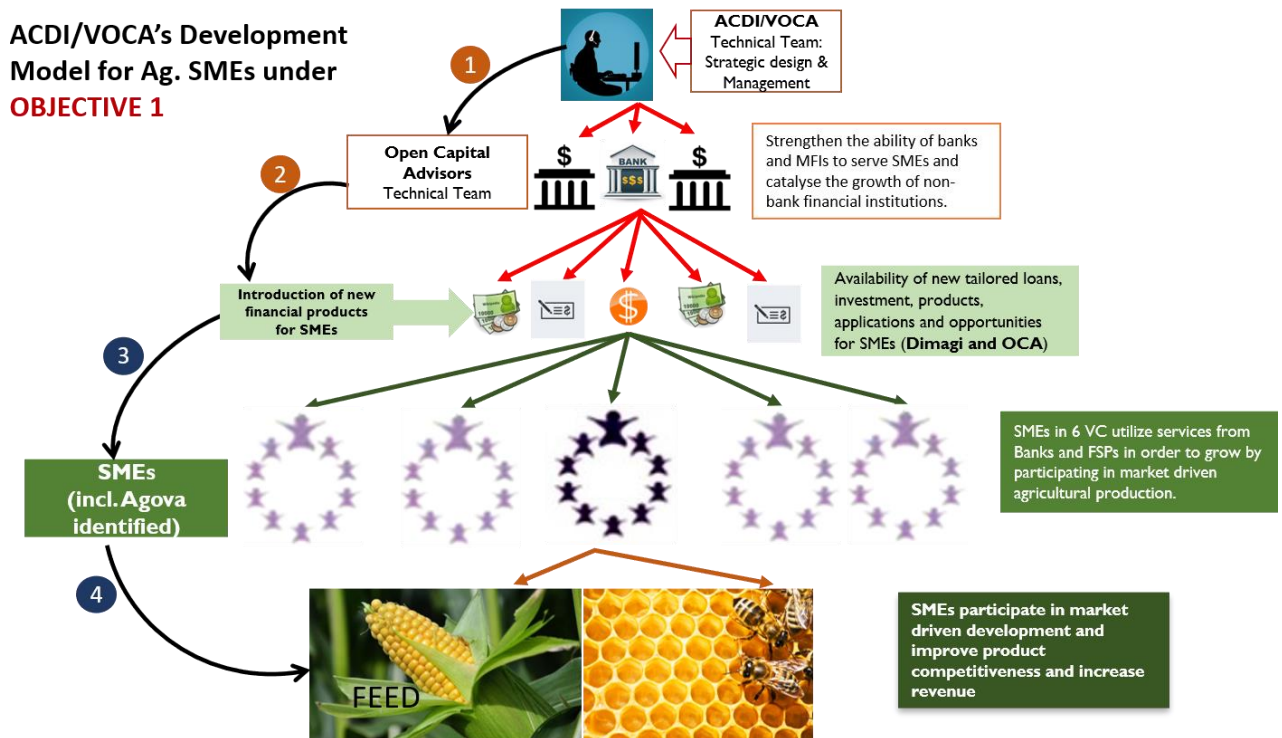 ACDI/VOCA's Development
Model for Ag. SMEs under
OBJECTIVE 1
ACDI/VOCA
Technical Team:
Strategic design &
Management
1
Open Capital
Advisors
Technical Team
$
BANK
$$$
$
Strengthen the ability of banks
and MFIs to serve SMEs and
catalyse the growth of non-
bank financial institutions.
2
Introduction of new
financial products
for SMEs
$
Availability of new tailored loans,
investment, products,
applications and opportunities
for SMEs (Dimagi and OCA)
3
SMEs
(incl. Agova
identified)
SMEs in 6 VC utilize services from
Banks and FSPs in order to grow by
participating in market driven
agricultural production.
4
FEED
SMEs participate in market
driven development and
improve product
competitiveness and increase
revenue